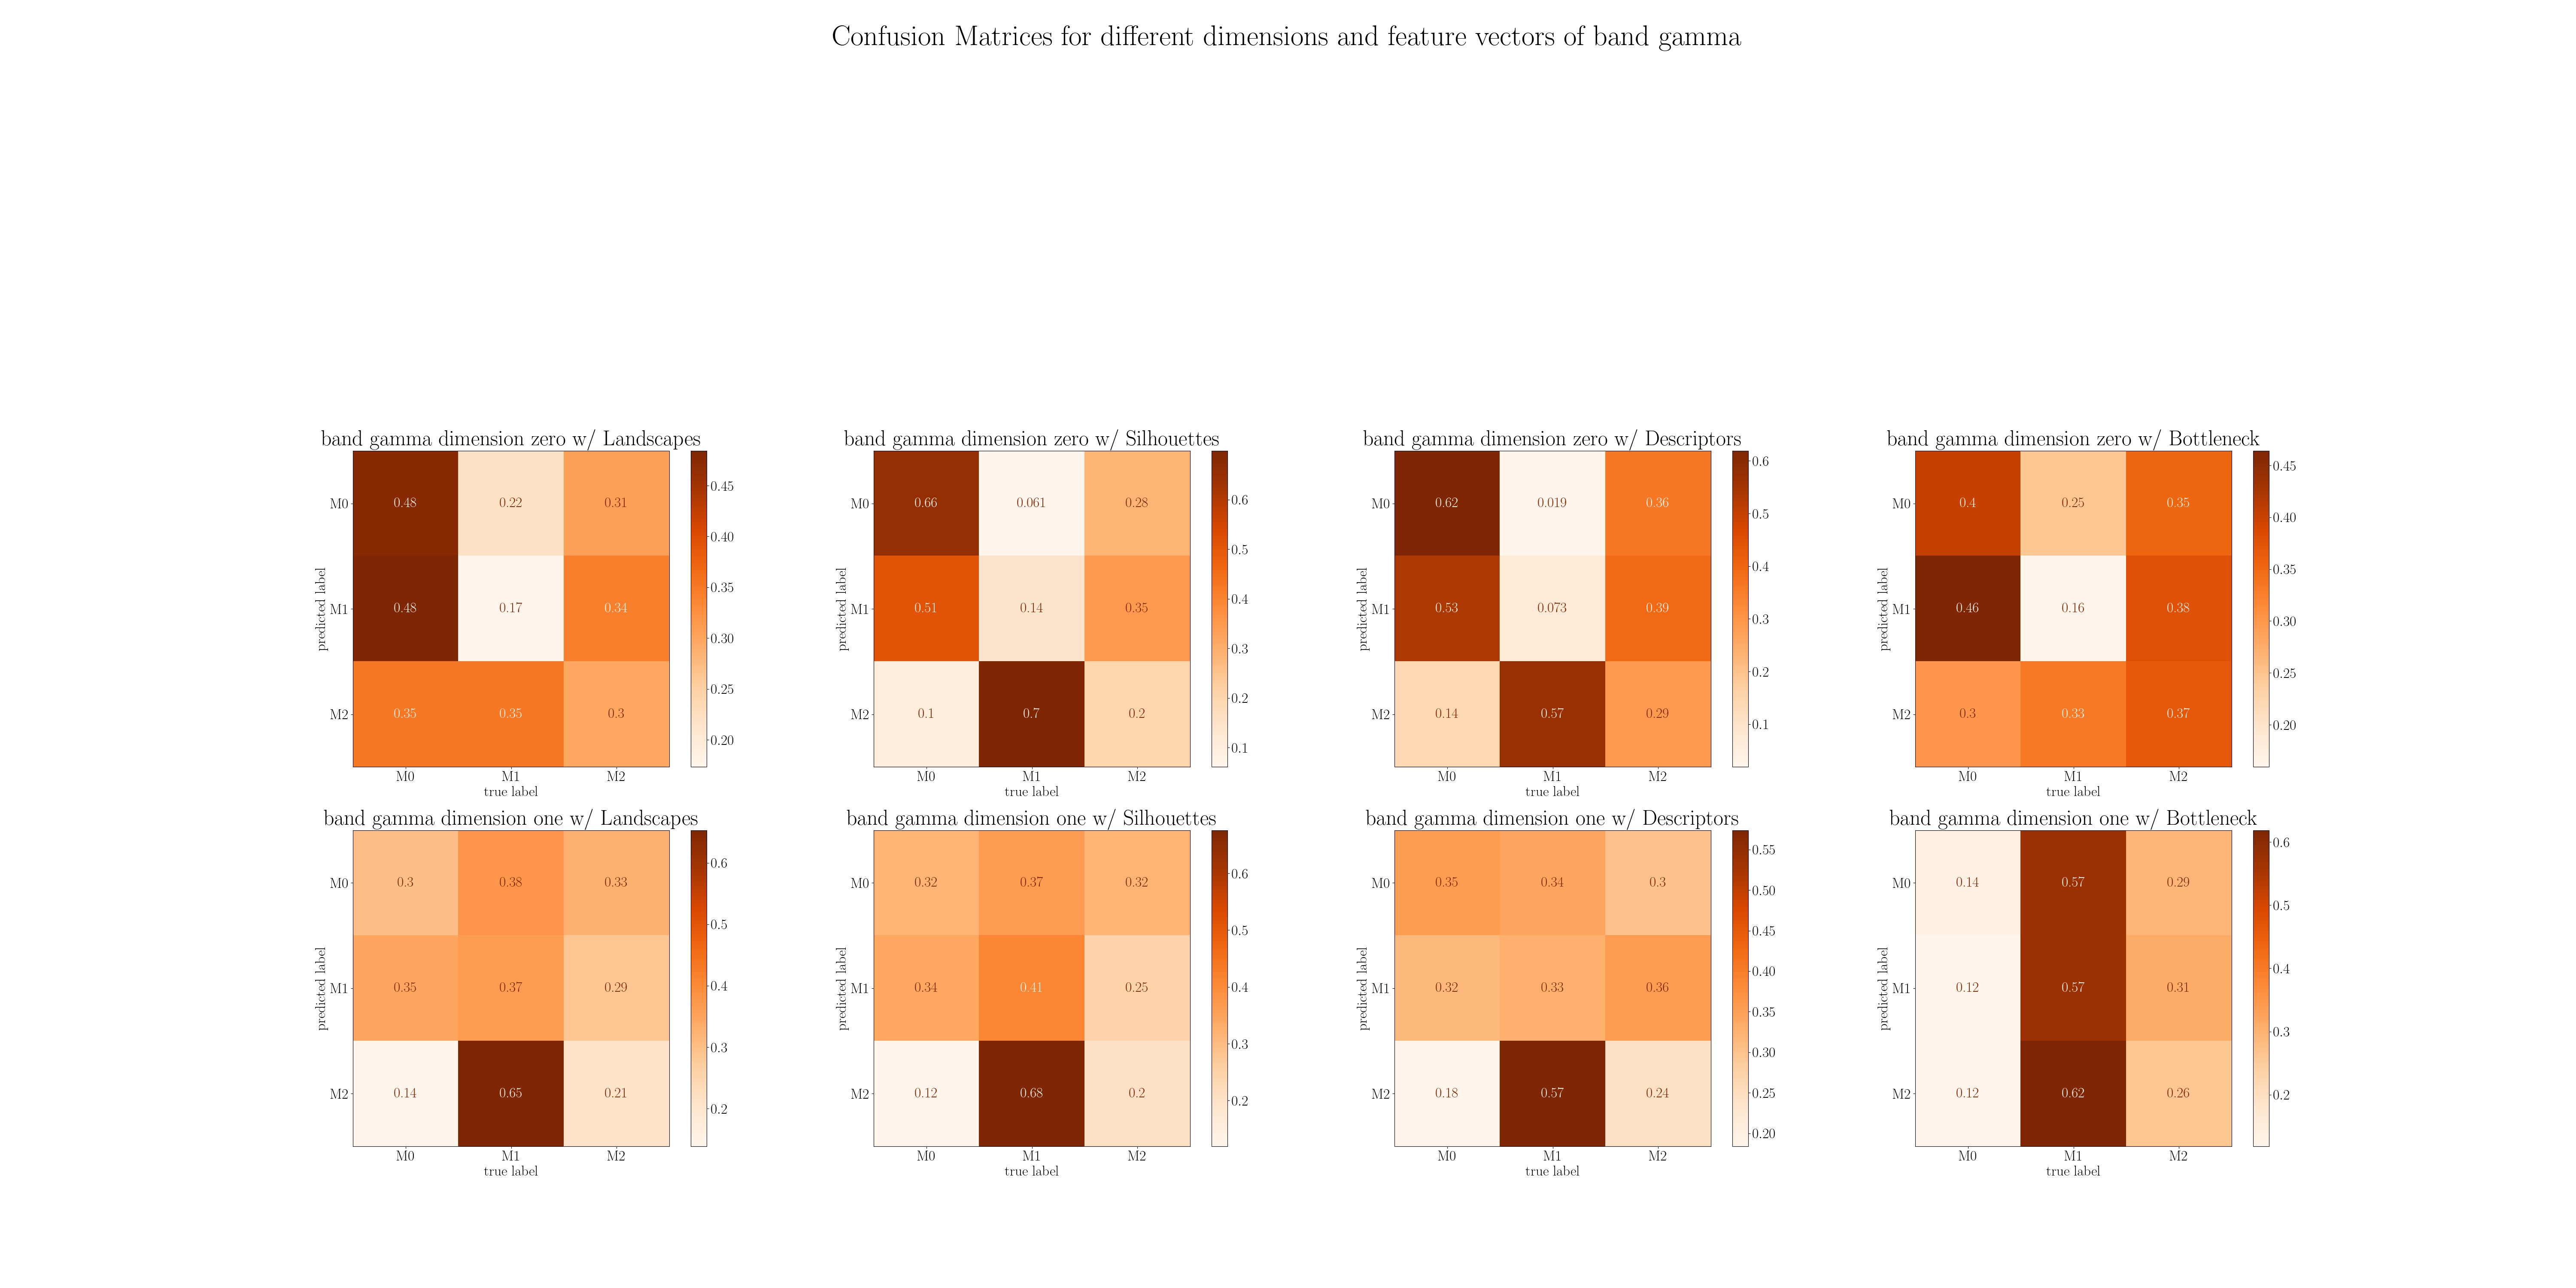 Confusion Matrices for different dimensions and feature vectors of band gamma
band gamma dimension zero w/ Landscapes
predicted label
M0 0.48 0.22 0.31
M1 0.48 0.17 0.34
M2 0.35 0.35 0.3
M0 M1 M2
true label
0.45
0.40
0.35
0.30
0.25
0.20
band gamma dimension zero w/ Silhouettes
predicted label
M0 0.66 0.061 0.28
M1 0.51 0.14 0.35
M2 0.1 0.7 0.2
M0 M1 M2
true label
0.6
0.5
0.4
0.3
0.2
0.1
band gamma dimension zero w/ Descriptors
predicted label
M0 0.62 0.019 0.36
M1 0.53 0.073 0.39
M2 0.14 0.57 0.29
M0 M1 M2
true label
0.6
0.5
0.4
0.3
0.2
0.1
band gamma dimension zero w/ Bottleneck
predicted label
M0 0.4 0.25 0.35
M1 0.46 0.16 0.38
M2 0.3 0.33 0.37
M0 M1 M2
true label
0.45
0.40
0.35
0.30
0.25
0.20
band gamma dimension one w/ Landscapes
predicted label
M0 0.3 0.38 0.33
M1 0.35 0.37 0.29
M2 0.14 0.65 0.21
M0 M1 M2
true label
0.6
0.5
0.4
0.3
0.2
band gamma dimension one w/ Silhouettes
predicted label
M0 0.32 0.37 0.32
M1 0.34 0.41 0.25
M2 0.12 0.68 0.2
M0 M1 M2
true label
0.6
0.5
0.4
0.3
0.2
band gamma dimension one w/ Descriptors
predicted label
M0 0.35 0.34 0.3
M1 0.32 0.33 0.36
M2 0.18 0.57 0.24
M0 M1 M2
true label
0.55
0.50
0.45
0.40
0.35
0.30
0.25
0.20
band gamma dimension one w/ Bottleneck
predicted label
M0 0.14 0.57 0.29
M1 0.12 0.57 0.31
M2 0.12 0.62 0.26
M0 M1 M2
true label
0.6
0.5
0.4
0.3
0.2